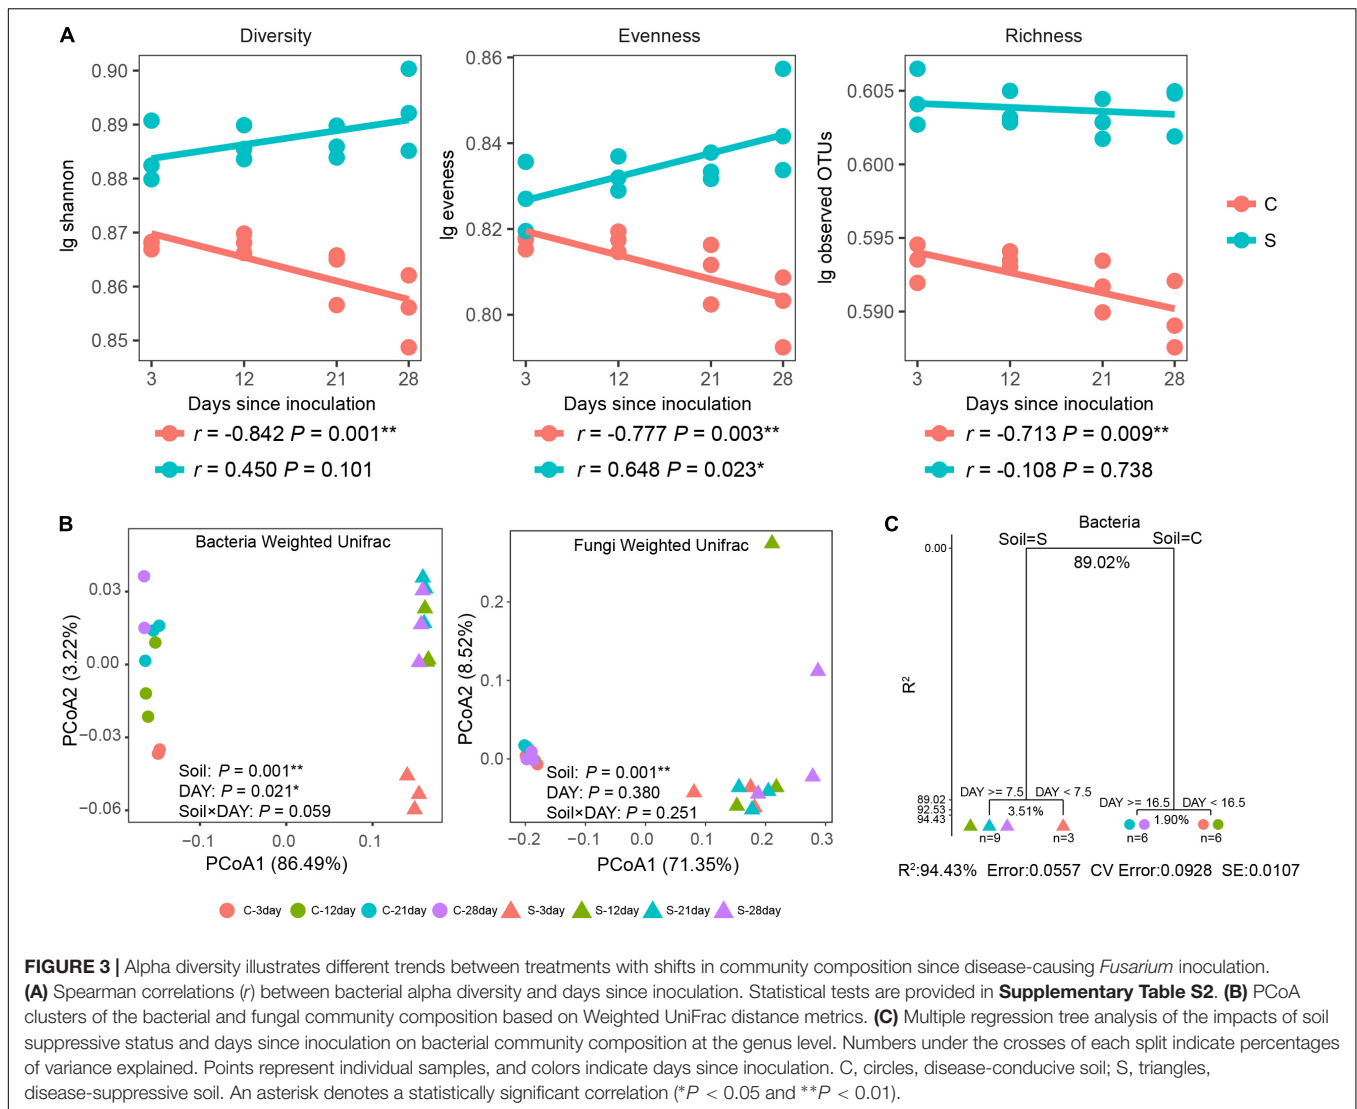 A
Diversity
Evenness
Richness
lg shannon
0.90
0.89
0.88
0.87
0.86
0.85
3 12 21 28
Days since inoculation
lg eveness
0.86
0.84
0.82
0.80
3 12 21 28
Days since inoculation
lg observed OTUs
0.605
0.600
0.595
0.590
3 12 21 28
Days since inoculation
C
S
r = -0.842 P = 0.001**
r = 0.450 P = 0.101
r = -0.777 P = 0.003**
r = 0.648 P = 0.023*
r = -0.713 P = 0.009**
r = -0.108 P = 0.738
B
Bacteria Weighted Unifrac
PCoA2 (3.22%)
0.03
0.00
−0.03
−0.06
Soil: P = 0.001**
DAY: P = 0.021*
Soil×DAY: P = 0.059
−0.1 0.0 0.1
PCoA1 (86.49%)
Fungi Weighted Unifrac
PCoA2 (8.52%)
0.2
0.1
0.0
Soil: P = 0.001**
DAY: P = 0.380
Soil×DAY: P = 0.251
−0.2 −0.1 0.0 0.1 0.2 0.3
PCoA1 (71.35%)
C-3day C-12day C-21day C-28day S-3day S-12day S-21day S-28day
C
Bacteria
Soil=S Soil=C
0.00
89.02%
R2
DAY >= 7.5 DAY < 7.5
DAY >= 16.5 DAY < 16.5
89.02
92.53
94.43
3.51%
1.90%
n=9 n=3 n=6 n=6
R2:94.43% Error:0.0557 CV Error:0.0928 SE:0.0107
FIGURE 3 | Alpha diversity illustrates different trends between treatments with shifts in community composition since disease-causing Fusarium inoculation.
(A) Spearman correlations (r) between bacterial alpha diversity and days since inoculation. Statistical tests are provided in Supplementary Table S2. (B) PCoA
clusters of the bacterial and fungal community composition based on Weighted UniFrac distance metrics. (C) Multiple regression tree analysis of the impacts of soil
suppressive status and days since inoculation on bacterial community composition at the genus level. Numbers under the crosses of each split indicate percentages
of variance explained. Points represent individual samples, and colors indicate days since inoculation. C, circles, disease-conducive soil; S, triangles,
disease-suppressive soil. An asterisk denotes a statistically significant correlation (*P < 0.05 and **P < 0.01).